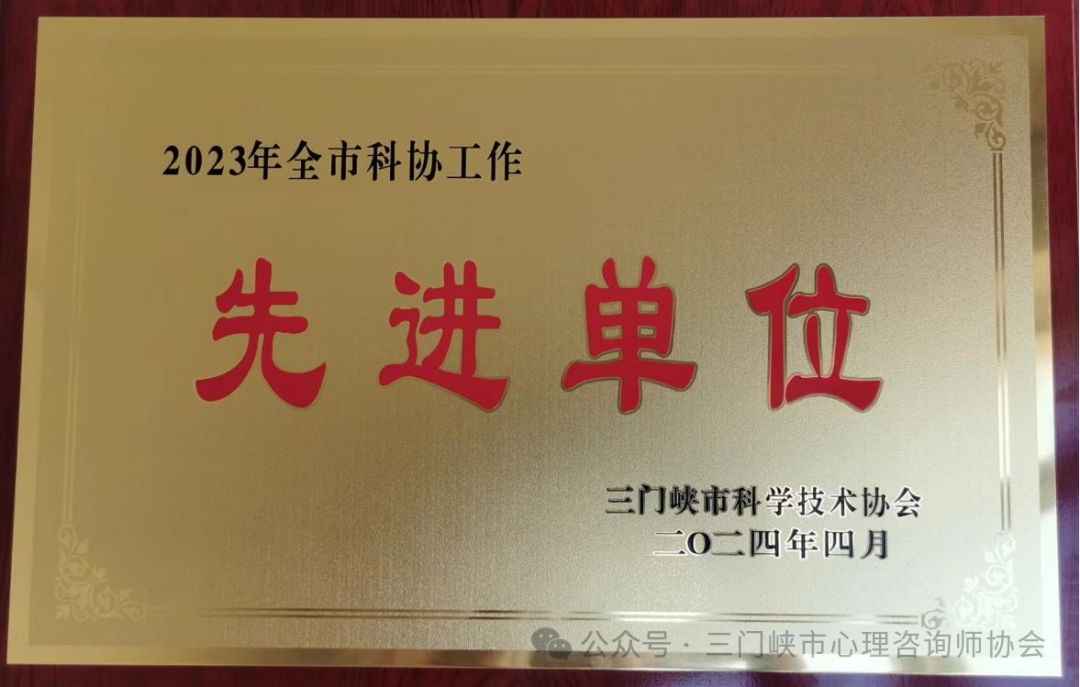 2023年全市科协工作
先进单位
三门峡市科学技术协会
二〇二四年四月
公众号·三门峡市心理咨询师协会